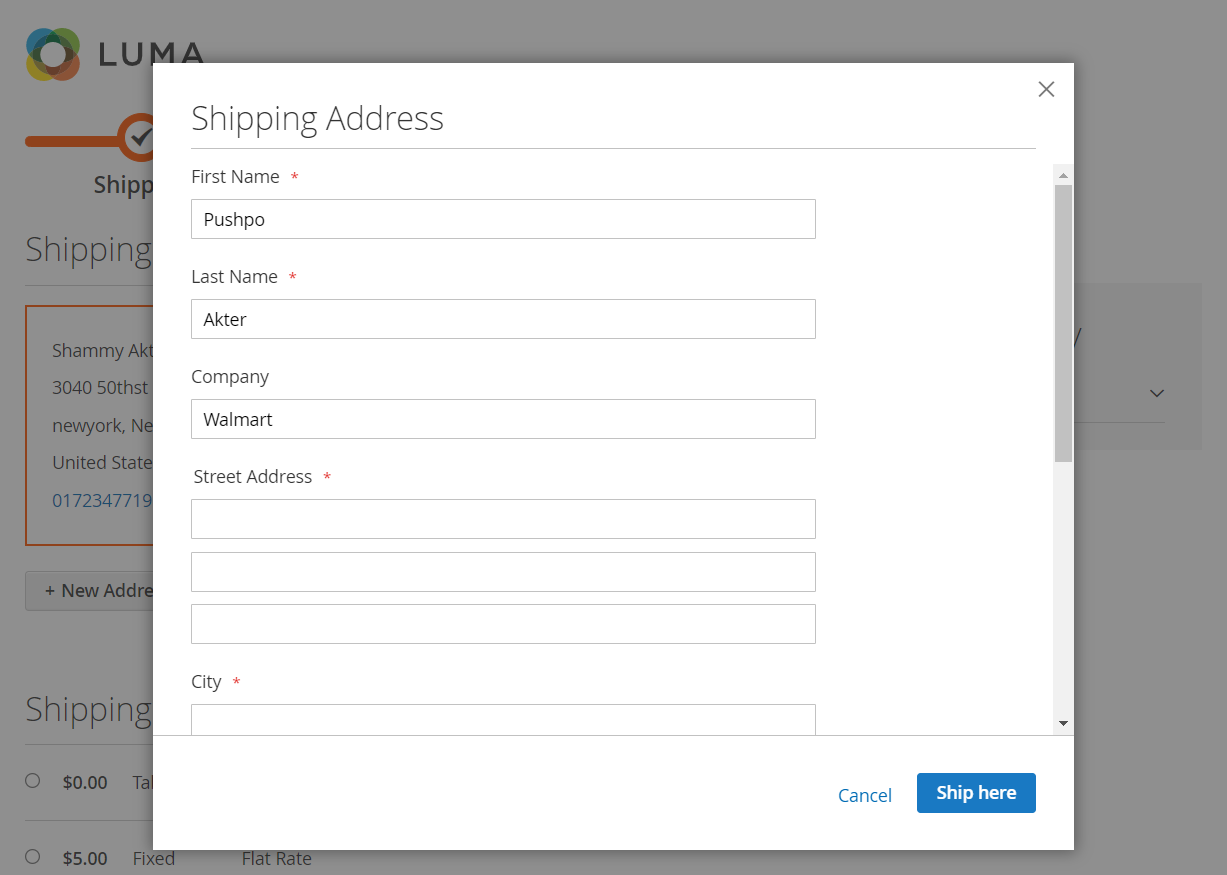 LUMA
Shipping Address
First Name *
Pushpo
Last Name *
Akter
Company
Walmart
Street Address *
City *
Cancel
Ship here
Shipp
Shipping
Shammy Akt
3040 50thst
newyork, Ne
United State
0172347719
+ New Addre
Shipping
$0.00 Tal
$5.00 Fixed Flat Rate